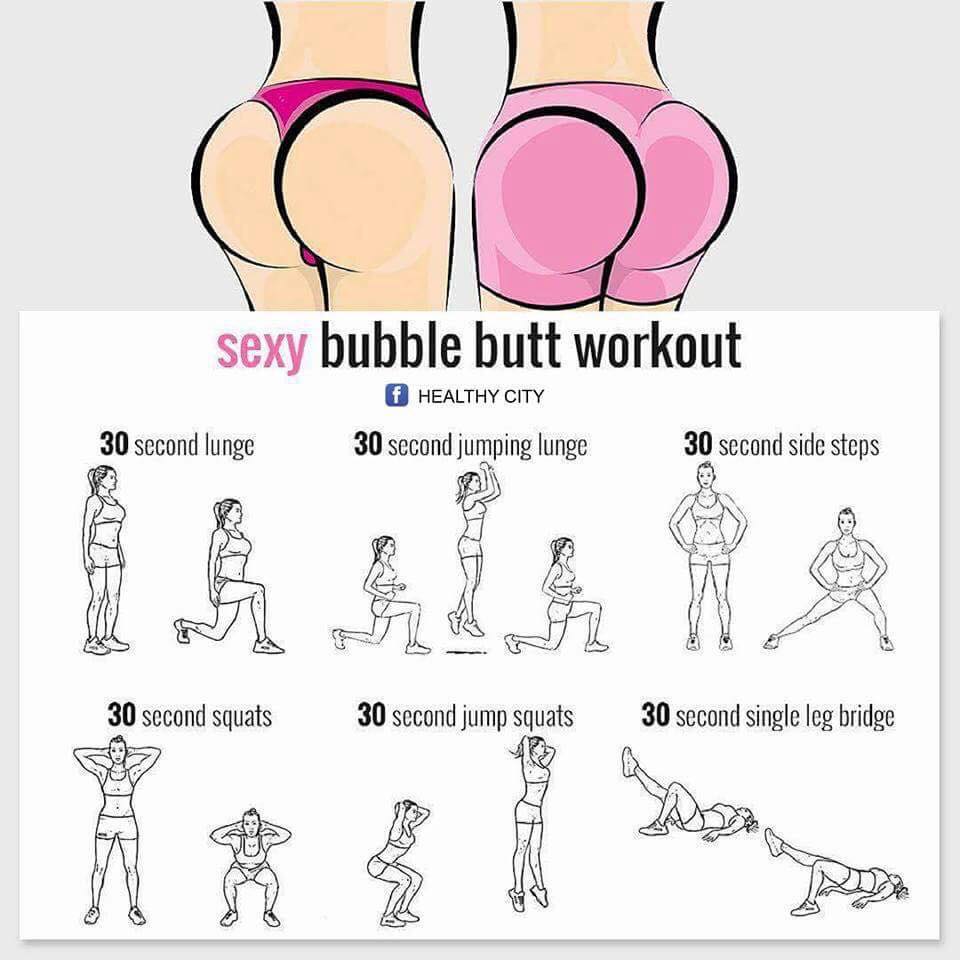 sexy bubble butt workout
f HEALTHY CITY
30 second lunge
30 second jumping lunge
30 second side steps
30 second squats
30 second jump squats
30 second single leg bridge